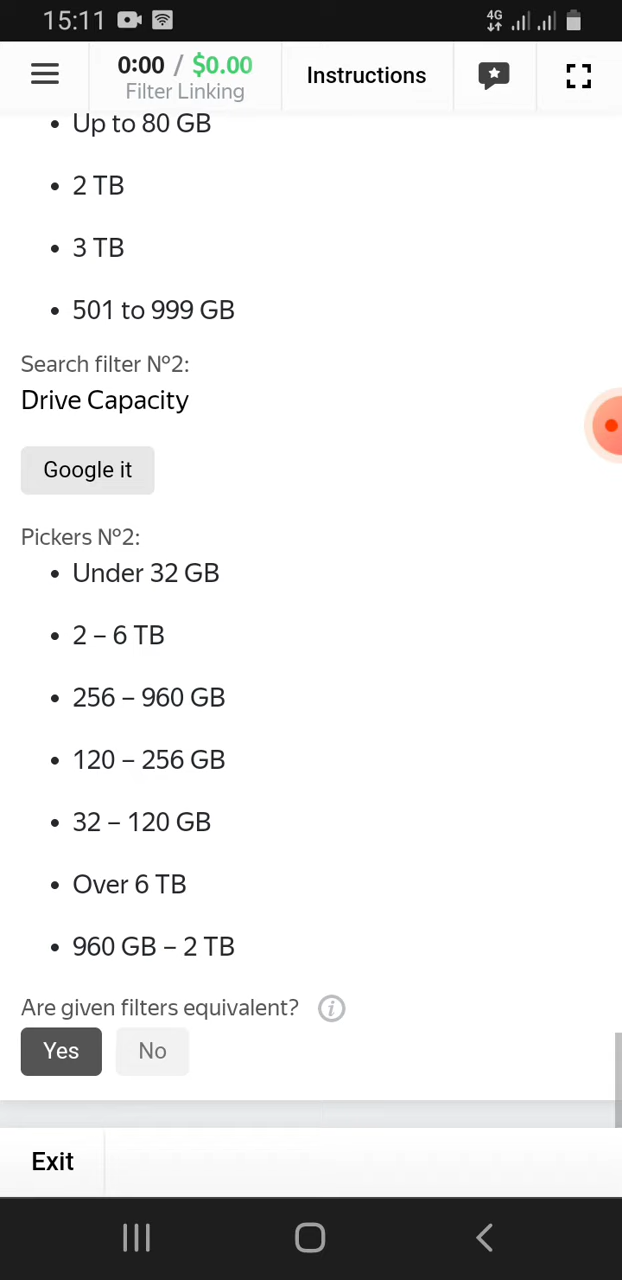 15:11
4G
0:00 / $0.00
Filter Linking
Instructions
• Up to 80 GB
• 2 TB
• 3 TB
• 501 to 999 GB
Search filter Nº2:
Drive Capacity
Google it
Pickers Nº2:
• Under 32 GB
• 2 – 6 TB
• 256 – 960 GB
• 120 – 256 GB
• 32 – 120 GB
• Over 6 TB
• 960 GB – 2 TB
Are given filters equivalent? i
Yes No
Exit